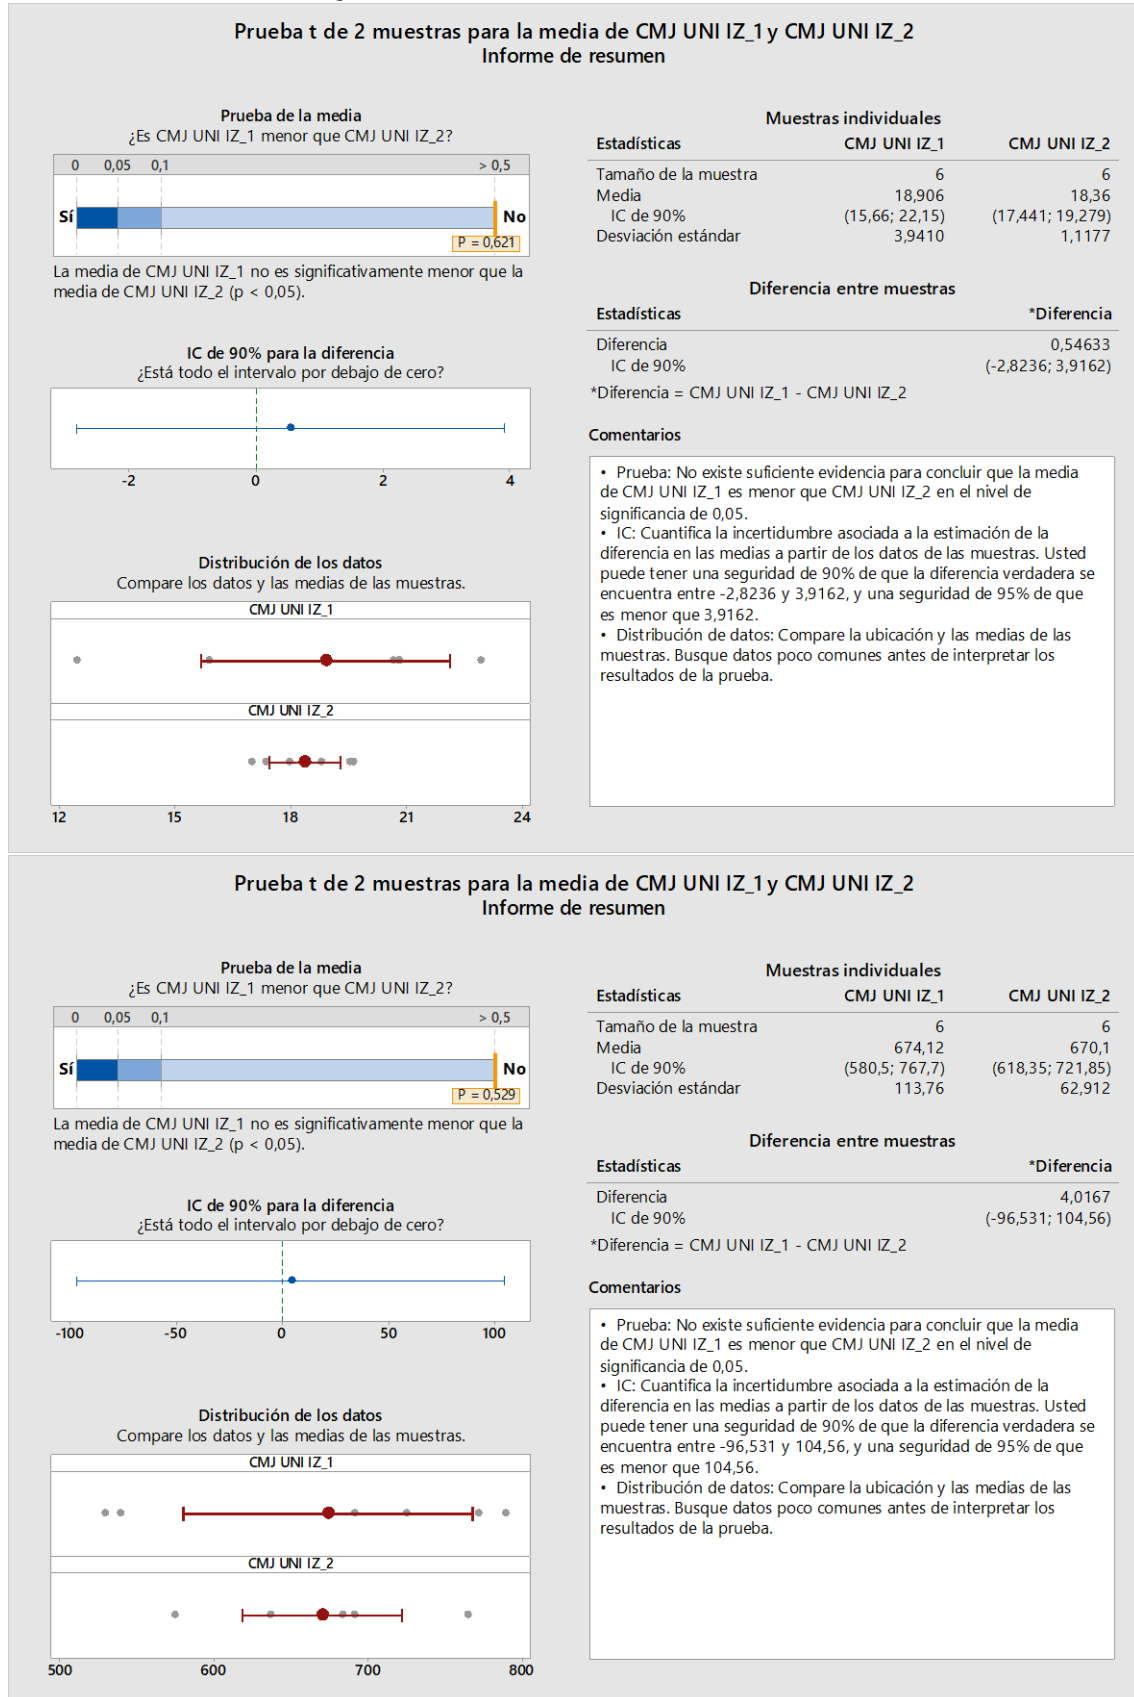 Prueba t de 2 muestras para la media de CMJ UNI IZ_1 y CMJ UNI IZ_2
Informe de resumen
Prueba de la media
¿Es CMJ UNI IZ_1 menor que CMJ UNI IZ_2?
0 0,05 0,1 > 0,5
Sí No
P = 0,621
La media de CMJ UNI IZ_1 no es significativamente menor que la
media de CMJ UNI IZ_2 (p < 0,05).
IC de 90% para la diferencia
¿Está todo el intervalo por debajo de cero?
-2 0 2 4
Distribución de los datos
Compare los datos y las medias de las muestras.
CMJ UNI IZ_1
CMJ UNI IZ_2
12 15 18 21 24
Muestras individuales
Estadísticas CMJ UNI IZ_1 CMJ UNI IZ_2
Tamaño de la muestra 6 6
Media 18,906 18,36
IC de 90% (15,66; 22,15) (17,441; 19,279)
Desviación estándar 3,9410 1,1177
Diferencia entre muestras
Estadísticas *Diferencia
Diferencia 0,54633
IC de 90% (-2,8236; 3,9162)
*Diferencia = CMJ UNI IZ_1 - CMJ UNI IZ_2
Comentarios
• Prueba: No existe suficiente evidencia para concluir que la media
de CMJ UNI IZ_1 es menor que CMJ UNI IZ_2 en el nivel de
significancia de 0,05.
• IC: Cuantifica la incertidumbre asociada a la estimación de la
diferencia en las medias a partir de los datos de las muestras. Usted
puede tener una seguridad de 90% de que la diferencia verdadera se
encuentra entre -2,8236 y 3,9162, y una seguridad de 95% de que
es menor que 3,9162.
• Distribución de datos: Compare la ubicación y las medias de las
muestras. Busque datos poco comunes antes de interpretar los
resultados de la prueba.
Prueba t de 2 muestras para la media de CMJ UNI IZ_1 y CMJ UNI IZ_2
Informe de resumen
Prueba de la media
¿Es CMJ UNI IZ_1 menor que CMJ UNI IZ_2?
0 0,05 0,1 > 0,5
Sí No
P = 0,529
La media de CMJ UNI IZ_1 no es significativamente menor que la
media de CMJ UNI IZ_2 (p < 0,05).
IC de 90% para la diferencia
¿Está todo el intervalo por debajo de cero?
-100 -50 0 50 100
Distribución de los datos
Compare los datos y las medias de las muestras.
CMJ UNI IZ_1
CMJ UNI IZ_2
500 600 700 800
Muestras individuales
Estadísticas CMJ UNI IZ_1 CMJ UNI IZ_2
Tamaño de la muestra 6 6
Media 674,12 670,1
IC de 90% (580,5; 767,7) (618,35; 721,85)
Desviación estándar 113,76 62,912
Diferencia entre muestras
Estadísticas *Diferencia
Diferencia 4,0167
IC de 90% (-96,531; 104,56)
*Diferencia = CMJ UNI IZ_1 - CMJ UNI IZ_2
Comentarios
• Prueba: No existe suficiente evidencia para concluir que la media
de CMJ UNI IZ_1 es menor que CMJ UNI IZ_2 en el nivel de
significancia de 0,05.
• IC: Cuantifica la incertidumbre asociada a la estimación de la
diferencia en las medias a partir de los datos de las muestras. Usted
puede tener una seguridad de 90% de que la diferencia verdadera se
encuentra entre -96,531 y 104,56, y una seguridad de 95% de que
es menor que 104,56.
• Distribución de datos: Compare la ubicación y las medias de las
muestras. Busque datos poco comunes antes de interpretar los
resultados de la prueba.